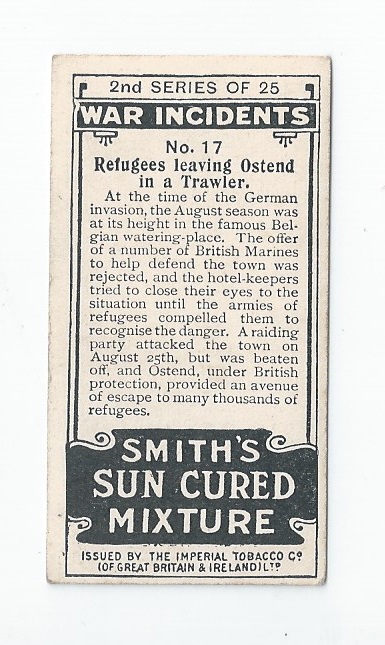 2nd SERIES OF 25
WAR INCIDENTS
No. 17
Refugees leaving Ostend
in a Trawler.
At the time of the German
invasion, the August season was
at its height in the famous Bel-
gian watering-place. The offer
of a number of British Marines
to help defend the town was
rejected, and the hotel-keepers
tried to close their eyes to the
situation until the armies of
refugees compelled them to
recognise the danger. A raiding
party attacked the town on
August 25th, but was beaten
off, and Ostend, under British
protection, provided an avenue
of escape to many thousands of
refugees.
SMITH'S
SUN CURED
MIXTURE
ISSUED BY THE IMPERIAL TOBACCO Co
(OF GREAT BRITAIN & IRELAND) LTD